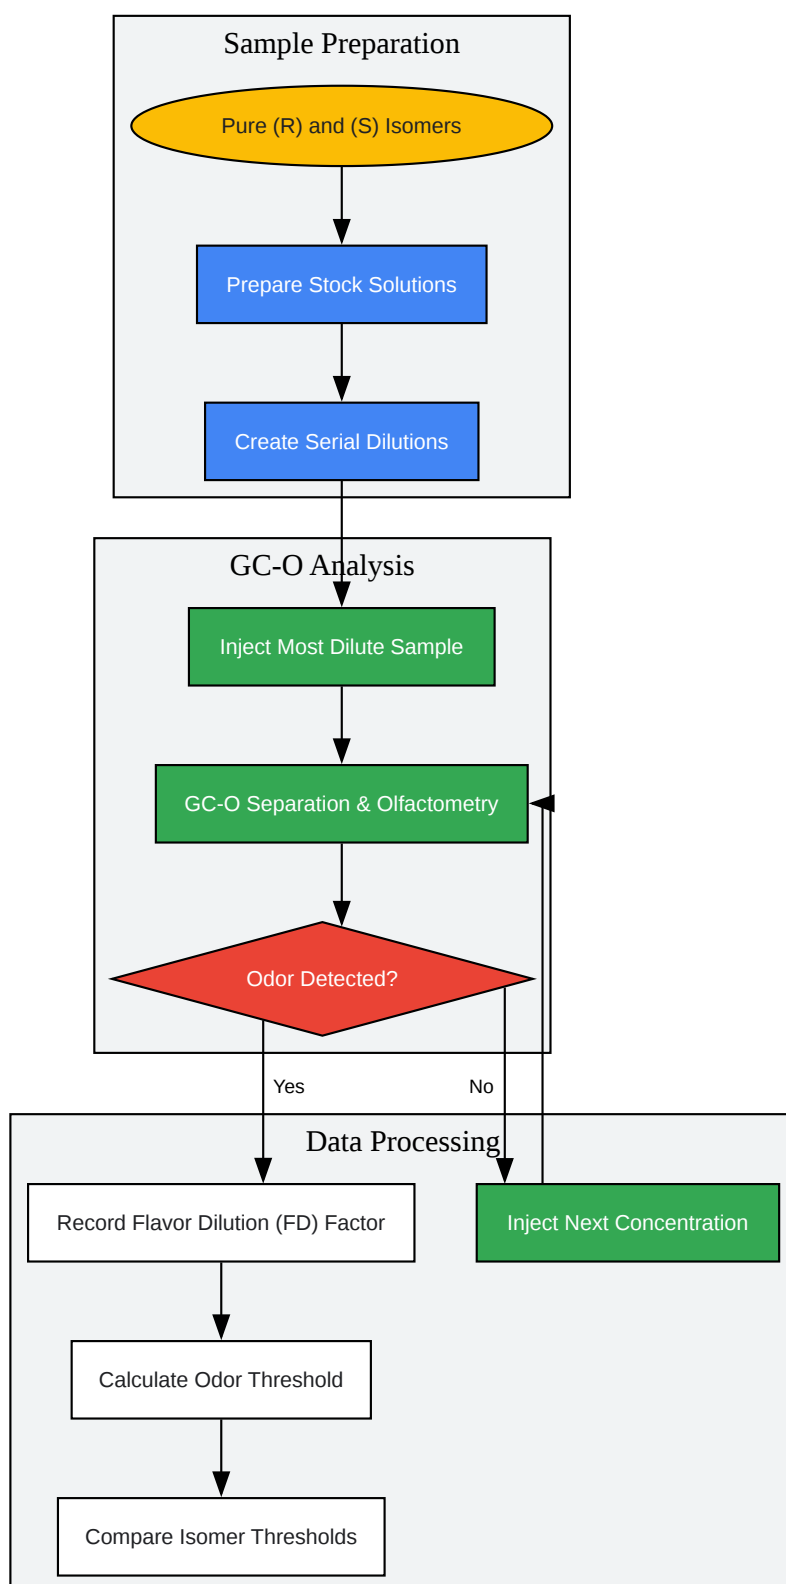 Sample Preparation
Pure (R) and (S) Isomers
Prepare Stock Solutions
Create Serial Dilutions
GC-O Analysis
Inject Most Dilute Sample
GC-O Separation & Olfactometry
Odor Detected?
Yes
No
Data Processing
Record Flavor Dilution (FD) Factor
Inject Next Concentration
Calculate Odor Threshold
Compare Isomer Thresholds